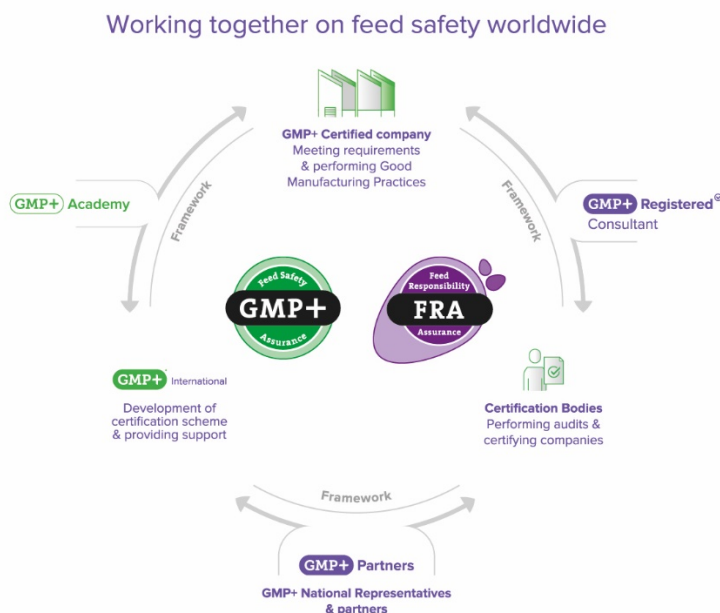 Working together on feed safety worldwide
GMP+ Certified company
Meeting requirements
& performing Good
Manufacturing Practices
Framework
Framework
GMP+ Academy
GMP+ Registered®
Consultant
Feed Safety
GMP+
Assurance
Feed
Responsibility
FRA
Assurance
GMP+ International
Development of
certification scheme
& providing support
Certification Bodies
Performing audits &
certifying companies
Framework
GMP+ Partners
GMP+ National Representatives
& partners